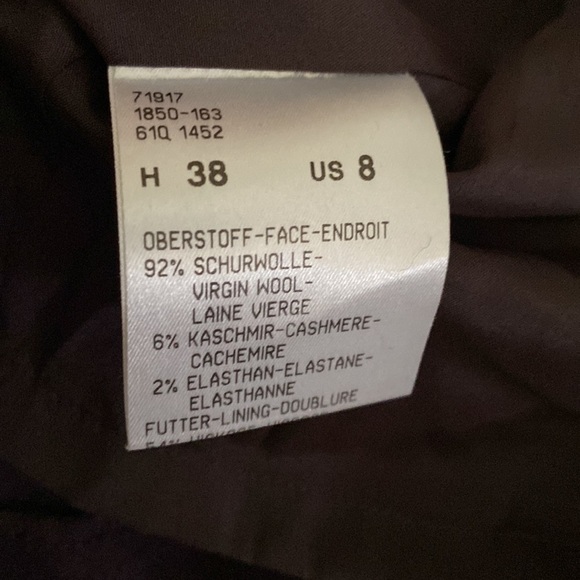 71917
1850-163
61Q 1452
H 38 US 8
OBERSTOFF-FACE-ENDROIT
92% SCHURWOLLE-
VIRGIN WOOL-
LAINE VIERGE
6% KASCHMIR-CASHMERE-
CACHEMIRE
2% ELASTHAN-ELASTANE-
ELASTHANNE
FUTTER-LINING-DOUBLURE